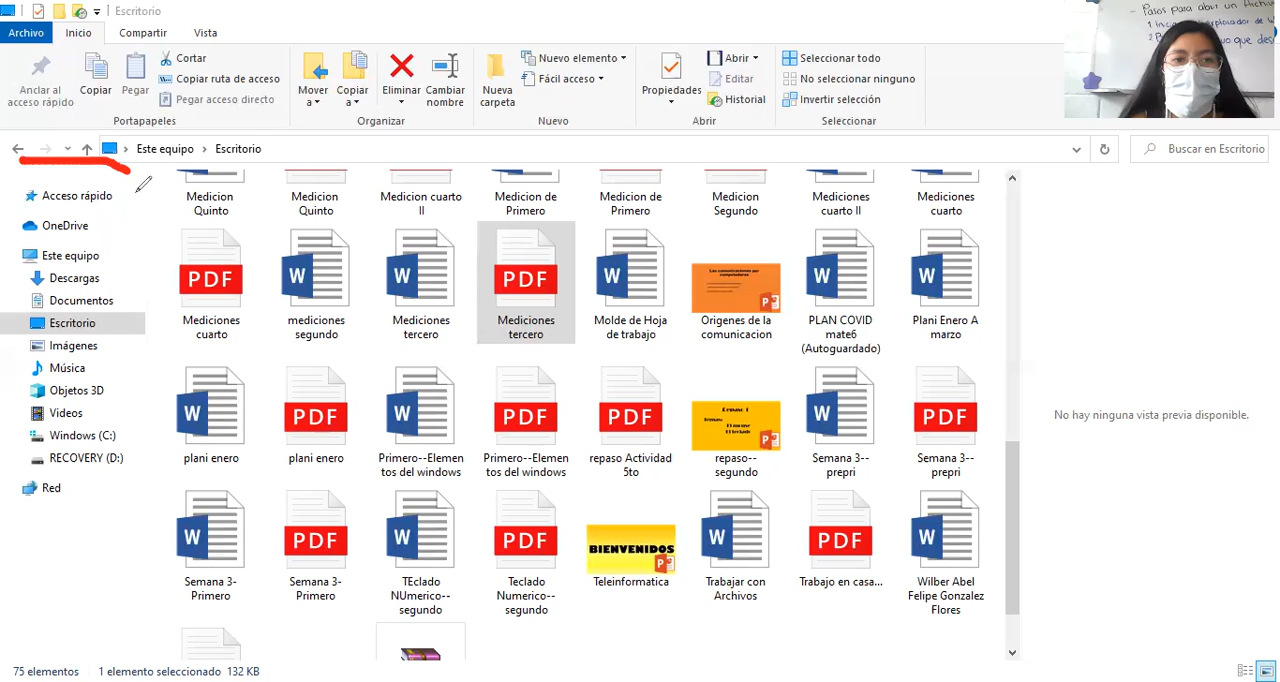 Escritorio
Archivo Inicio Compartir Vista
Anclar al acceso rápido
Copiar
Pegar
Cortar
Copiar ruta de acceso
Pegar acceso directo
Portapapeles
Mover a
Copiar a
Eliminar
Cambiar nombre
Organizar
Nueva carpeta
Nuevo elemento
Fácil acceso
Nuevo
Propiedades
Abrir
Editar
Historial
Abrir
Seleccionar todo
No seleccionar ninguno
Invertir selección
Seleccionar
Pasos para abrir un
Este equipo > Escritorio
Buscar en Escritorio
Acceso rápido
OneDrive
Este equipo
Descargas
Documentos
Escritorio
Imágenes
Música
Objetos 3D
Videos
Windows (C:)
RECOVERY (D:)
Red
Medicion Quinto
Medicion Quinto
Medicion cuarto II
Medicion de Primero
Medicion de Primero
Medicion Segundo
Mediciones cuarto II
Mediciones cuarto
PDF
W
W
PDF
W
Las comunicaciones por computadoras
W
W
Mediciones cuarto
mediciones segundo
Mediciones tercero
Mediciones tercero
Molde de Hoja de trabajo
Origenes de la comunicacion
PLAN COVID mate6 (Autoguardado)
Plani Enero A marzo
W
PDF
W
PDF
PDF
W
PDF
plani enero
plani enero
Primero--Elemen tos del windows
Primero--Elemen tos del windows
repaso Actividad 5to
repaso-- segundo
Semana 3-- prepri
Semana 3-- prepri
W
PDF
W
PDF
BIENVENIDOS
W
PDF
W
Semana 3- Primero
Semana 3- Primero
TEclado NUmerico-- segundo
Teclado NUmerico-- segundo
Teleinformatica
Trabajar con Archivos
Trabajo en casa...
Wilber Abel Felipe Gonzalez Flores
No hay ninguna vista previa disponible.
75 elementos 1 elemento seleccionado 132 KB